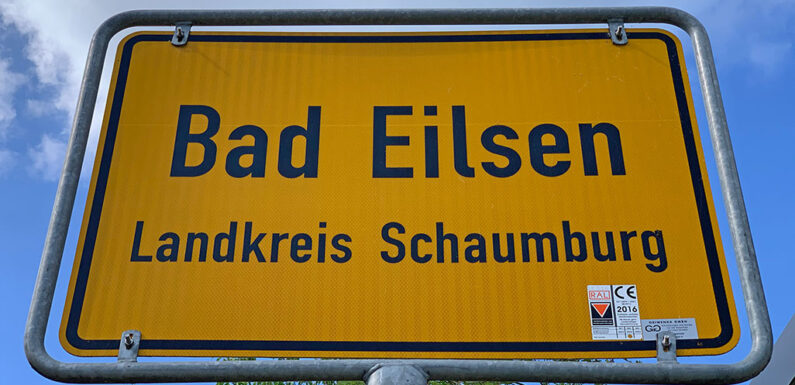 Bad Eilsen
Landkreis Schaumburg
RAL
CE
2016